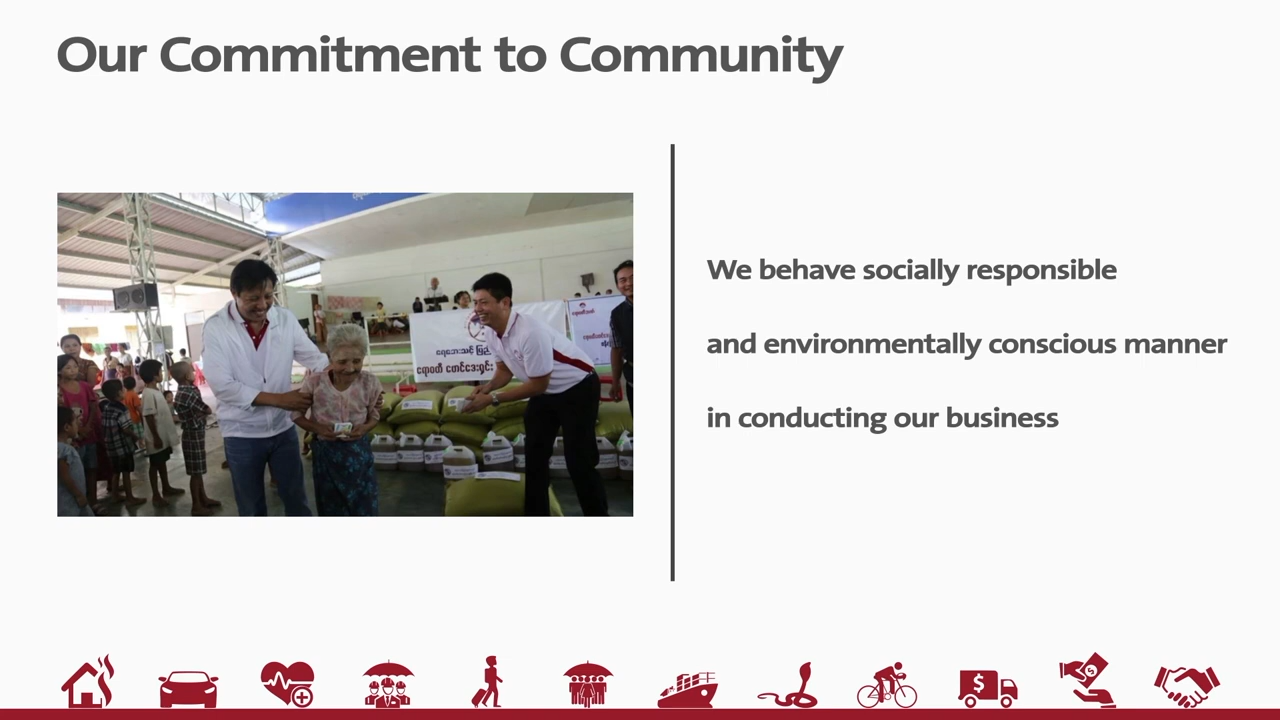 Our Commitment to Community
We behave socially responsible
and environmentally conscious manner
in conducting our business